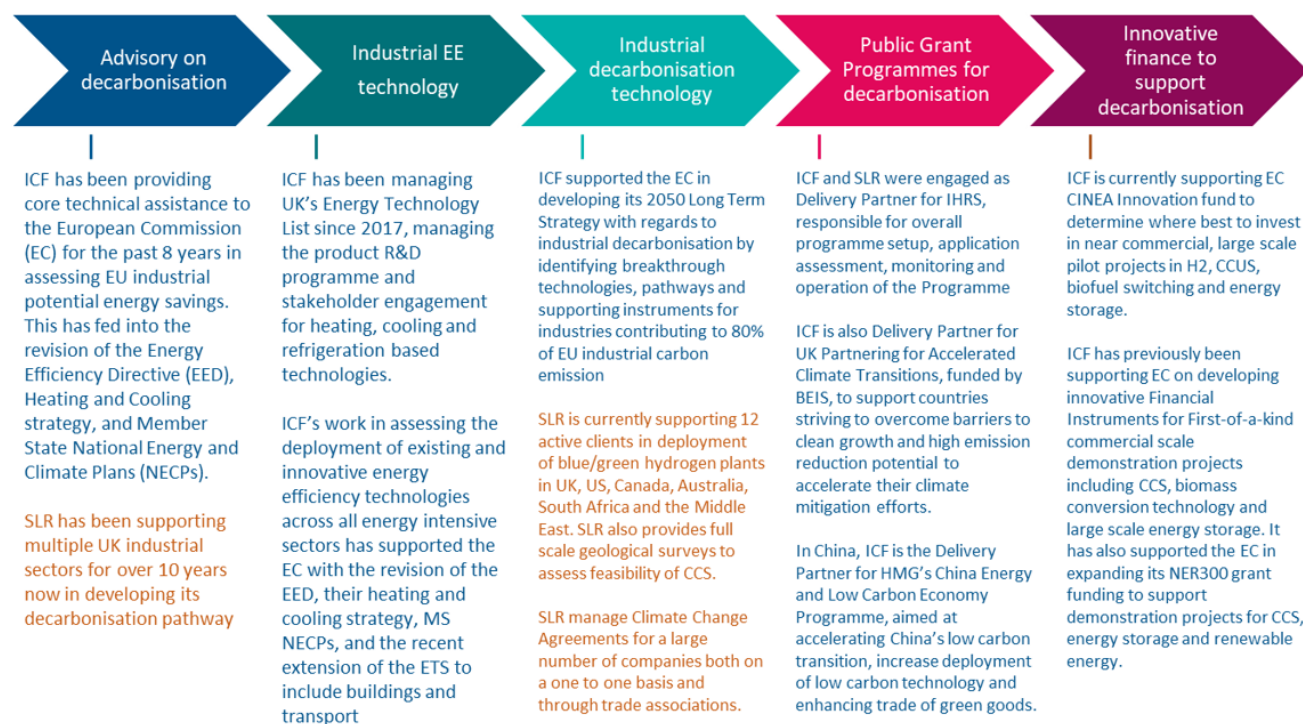 Advisory on
decarbonisation
Industrial EE
technology
Industrial
decarbonisation
technology
Public Grant
Programmes for
decarbonisation
Innovative
finance to
support
decarbonisation
ICF has been providing
core technical assistance to
the European Commission
(EC) for the past 8 years in
assessing EU industrial
potential energy savings.
This has fed into the
revision of the Energy
Efficiency Directive (EED),
Heating and Cooling
strategy, and Member
State National Energy and
Climate Plans (NECPs).
SLR has been supporting
multiple UK industrial
sectors for over 10 years
now in developing its
decarbonisation pathway
ICF has been managing
UK's Energy Technology
List since 2017, managing
the product R&D
programme and
stakeholder engagement
for heating, cooling and
refrigeration based
technologies.
ICF's work in assessing the
deployment of existing and
innovative energy
efficiency technologies
across all energy intensive
sectors has supported the
EC with the revision of the
EED, their heating and
cooling strategy, MS
NECPs, and the recent
extension of the ETS to
include buildings and
transport
ICF supported the EC in
developing its 2050 Long Term
Strategy with regards to
industrial decarbonisation by
identifying breakthrough
technologies, pathways and
supporting instruments for
industries contributing to 80%
of EU industrial carbon
emission
SLR is currently supporting 12
active clients in deployment
of blue/green hydrogen plants
in UK, US, Canada, Australia,
South Africa and the Middle
East. SLR also provides full
scale geological surveys to
assess feasibility of CCS.
SLR manage Climate Change
Agreements for a large
number of companies both on
a one to one basis and
through trade associations.
ICF and SLR were engaged as
Delivery Partner for IHRS,
responsible for overall
programme setup, application
assessment, monitoring and
operation of the Programme
ICF is also Delivery Partner for
UK Partnering for Accelerated
Climate Transitions, funded by
BEIS, to support countries
striving to overcome barriers to
clean growth and high emission
reduction potential to
accelerate their climate
mitigation efforts.
In China, ICF is the Delivery
Partner for HMG's China Energy
and Low Carbon Economy
Programme, aimed at
accelerating China's low carbon
transition, increase deployment
of low carbon technology and
enhancing trade of green goods.
ICF is currently supporting EC
CINEA Innovation fund to
determine where best to invest
in near commercial, large scale
pilot projects in H2, CCUS,
biofuel switching and energy
storage.
ICF has previously been
supporting EC on developing
innovative Financial
Instruments for First-of-a-kind
commercial scale
demonstration projects
including CCS, biomass
conversion technology and
large scale energy storage. It
has also supported the EC in
expanding its NER300 grant
funding to support
demonstration projects for CCS,
energy storage and renewable
energy.